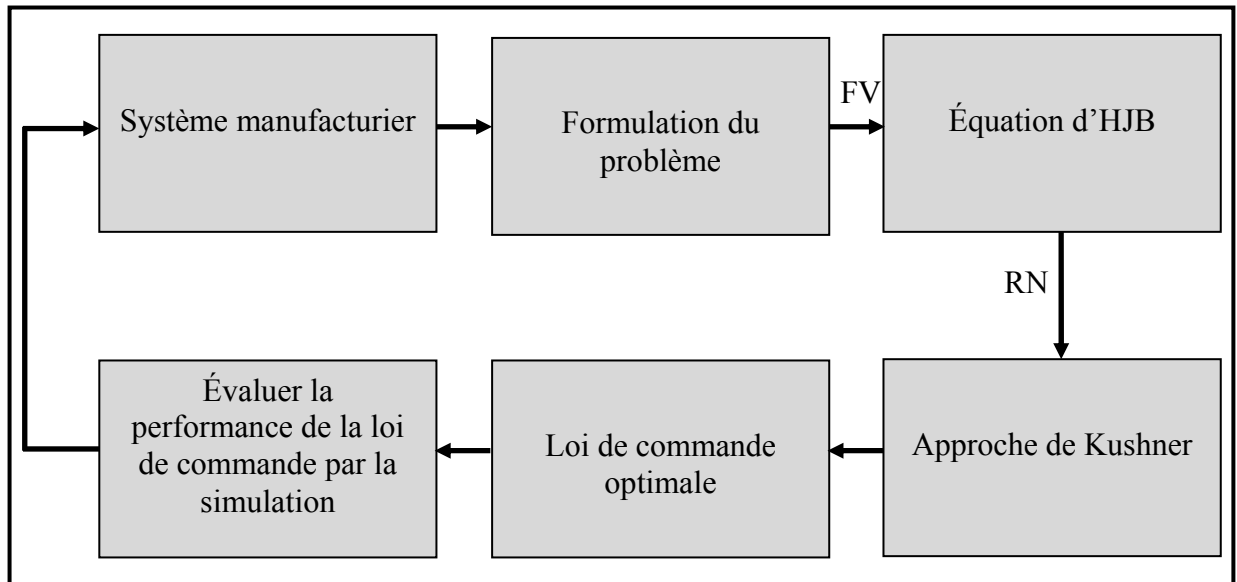 Système manufacturier
Formulation du
problème
FV
Équation d’HJB
RN
Évaluer la
performance de la loi
de commande par la
simulation
Loi de commande
optimale
Approche de Kushner